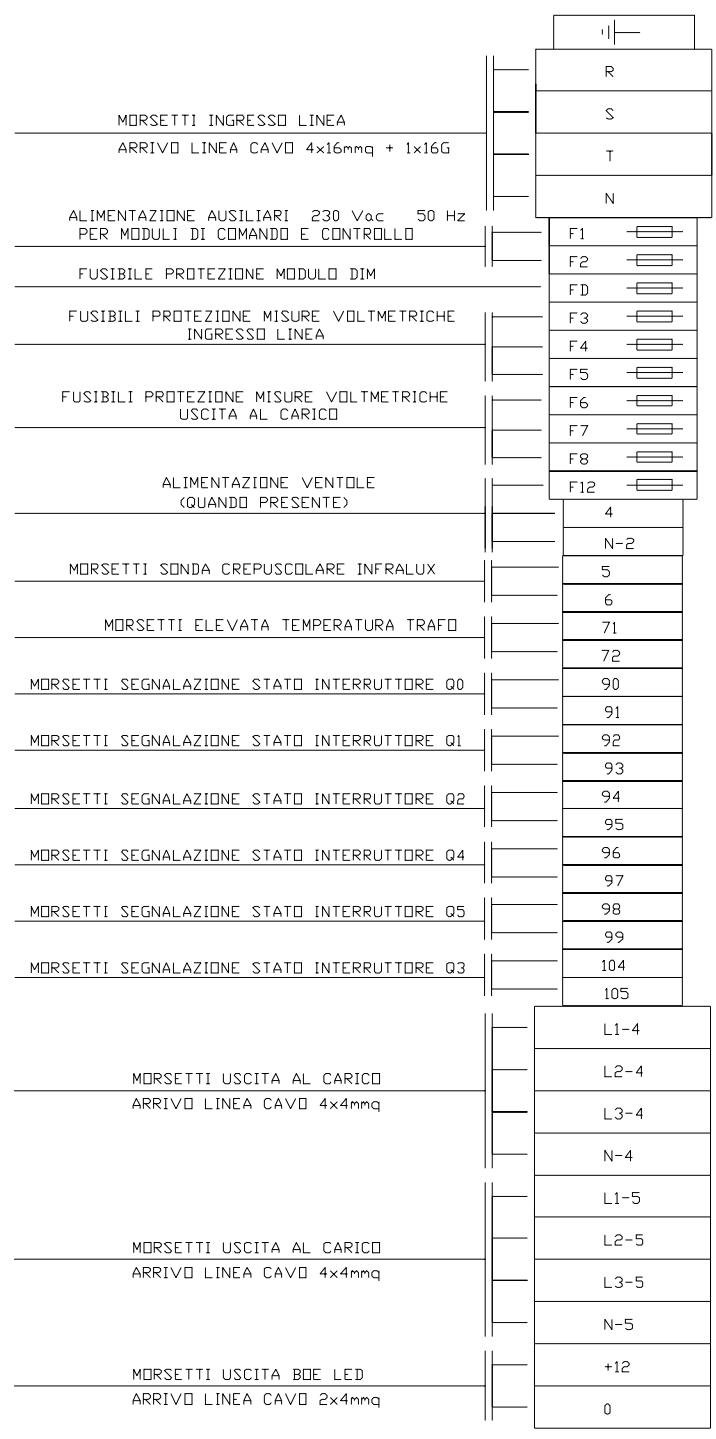 R
S
MORSETTI INGRESSO LINEA
ARRIVO LINEA CAVO 4x16mmq + 1x16G
T
N
ALIMENTAZIONE AUSILIARI 230 Vac 50 Hz
PER MODULI DI COMANDO E CONTROLLO
F1
F2
FUSIBILE PROTEZIONE MODULO DIM
FD
FUSIBILI PROTEZIONE MISURE VOLTMETRICHE
INGRESSO LINEA
F3
F4
F5
FUSIBILI PROTEZIONE MISURE VOLTMETRICHE
USCITA AL CARICO
F6
F7
F8
ALIMENTAZIONE VENTOLE
(QUANDO PRESENTE)
F12
4
N-2
MORSETTI SONDA CREPUSCOLARE INFRALUX
5
6
MORSETTI ELEVATA TEMPERATURA TRAFO
71
72
MORSETTI SEGNALAZIONE STATO INTERRUTTORE Q0
90
91
MORSETTI SEGNALAZIONE STATO INTERRUTTORE Q1
92
93
MORSETTI SEGNALAZIONE STATO INTERRUTTORE Q2
94
95
MORSETTI SEGNALAZIONE STATO INTERRUTTORE Q4
96
97
MORSETTI SEGNALAZIONE STATO INTERRUTTORE Q5
98
99
MORSETTI SEGNALAZIONE STATO INTERRUTTORE Q3
104
105
L1-4
L2-4
MORSETTI USCITA AL CARICO
ARRIVO LINEA CAVO 4x4mmq
L3-4
N-4
L1-5
L2-5
MORSETTI USCITA AL CARICO
ARRIVO LINEA CAVO 4x4mmq
L3-5
N-5
MORSETTI USCITA BOE LED
ARRIVO LINEA CAVO 2x4mmq
+12
0